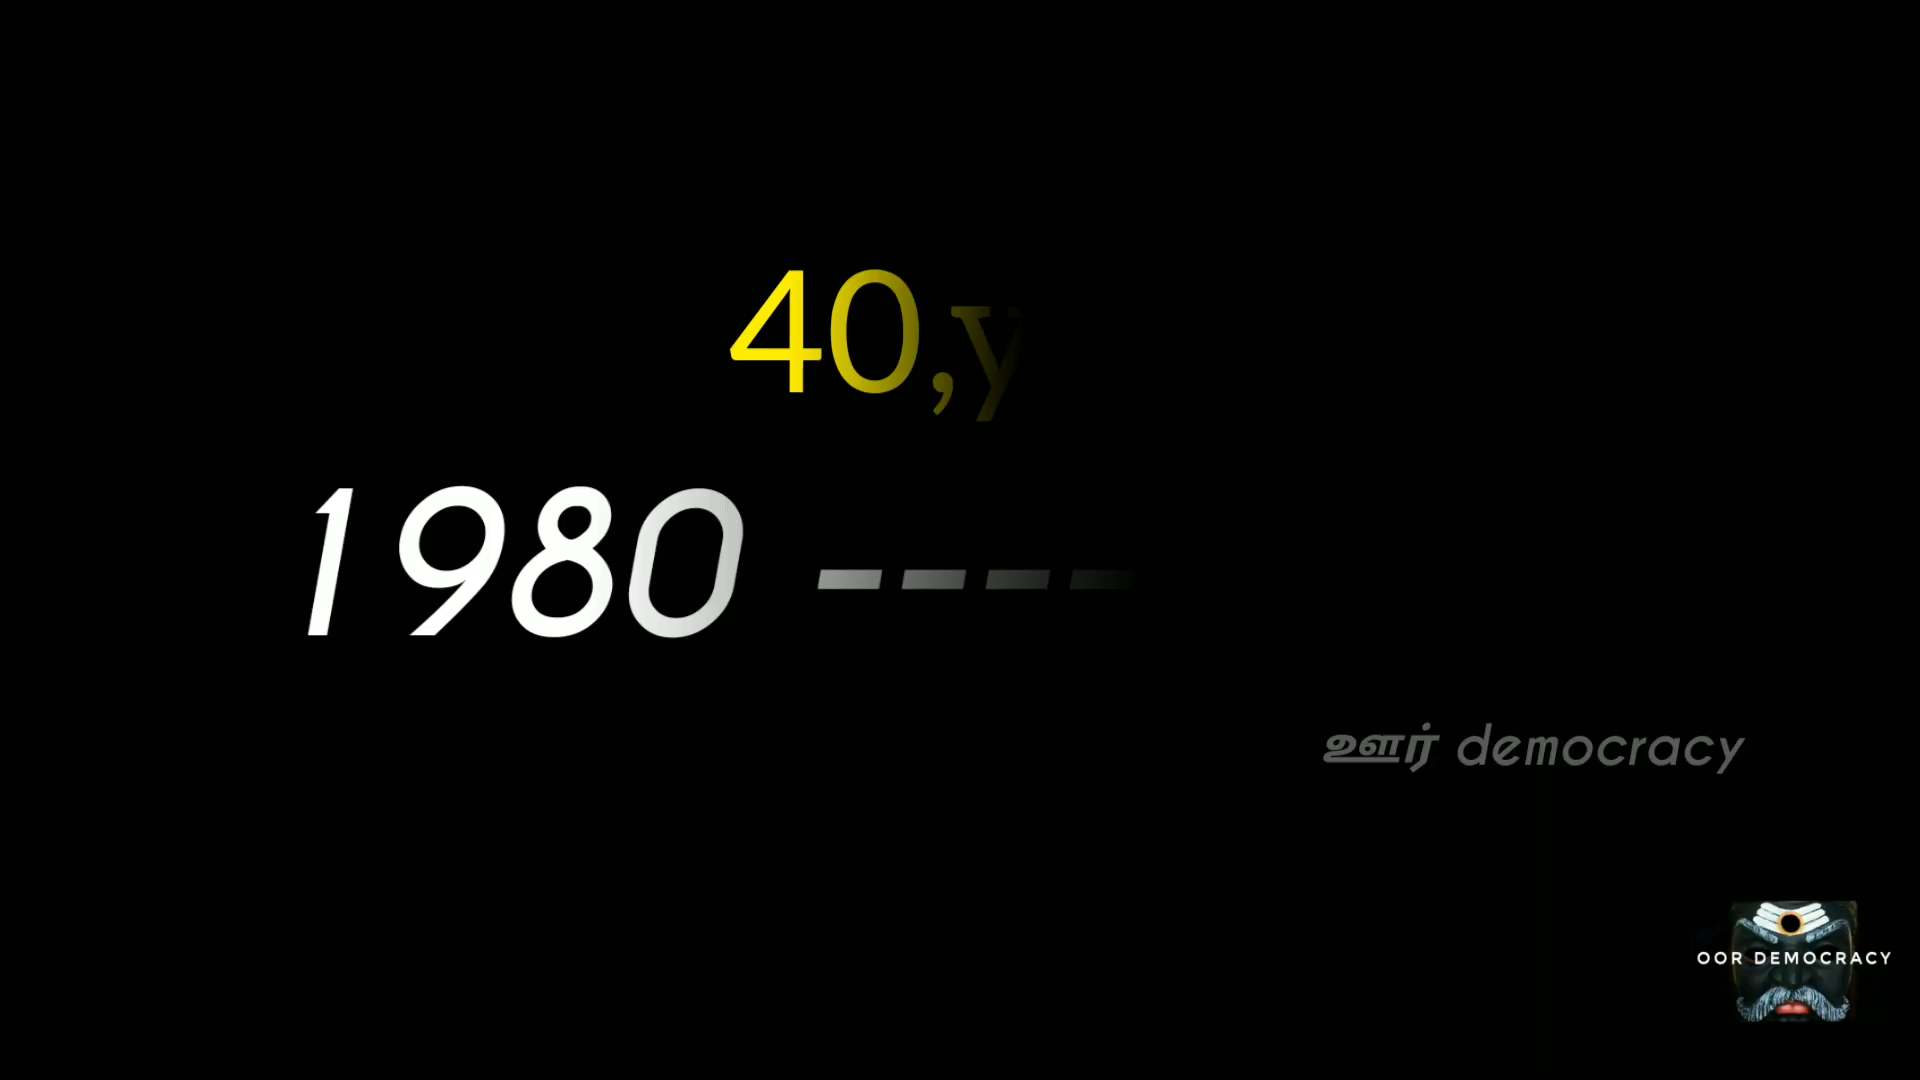 40,y
1980 ----
ஊர் democracy
OOR DEMOCRACY